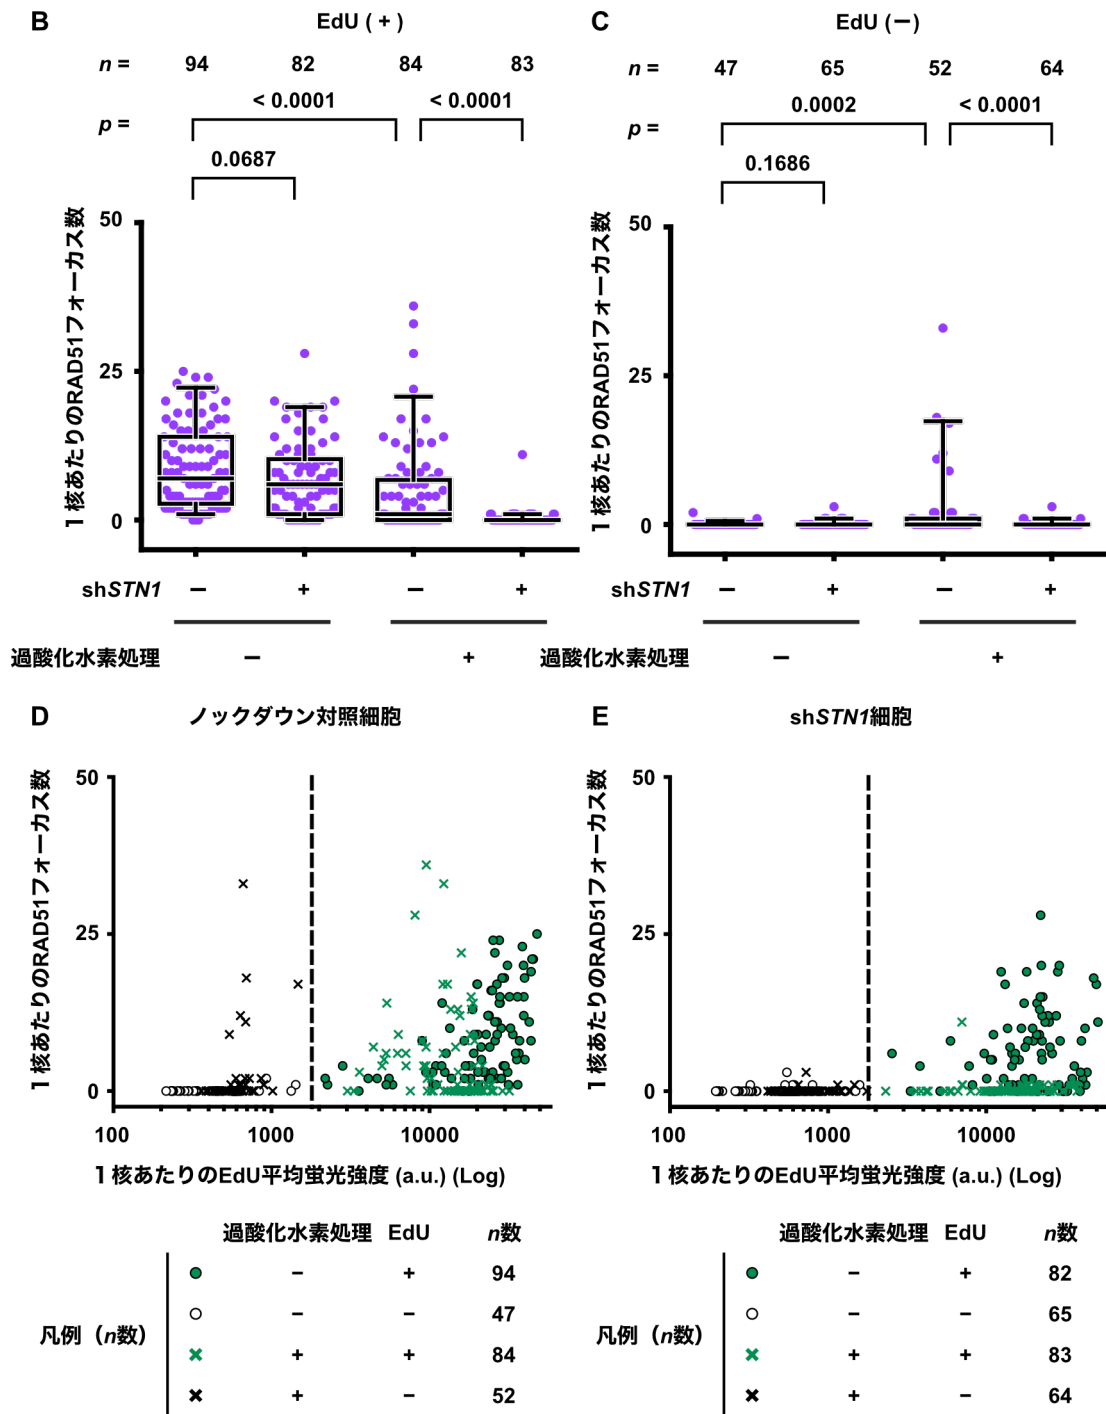 B EdU ( + )
n = 94 82 84 83
p = < 0.0001 < 0.0001
0.0687
1核あたりのRAD51フォーカス数
50
25
0
shSTN1 − + − +
過酸化水素処理 − +
C EdU (−)
n = 47 65 52 64
p = 0.0002 < 0.0001
0.1686
1核あたりのRAD51フォーカス数
50
25
0
shSTN1 − + − +
過酸化水素処理 − +
D ノックダウン対照細胞
1核あたりのRAD51フォーカス数
50
25
0
100 1000 10000
1核あたりのEdU平均蛍光強度 (a.u.) (Log)
過酸化水素処理 EdU n数
凡例（n数）
− + 94
− − 47
+ + 84
+ − 52
E shSTN1細胞
1核あたりのRAD51フォーカス数
50
25
0
100 1000 10000
1核あたりのEdU平均蛍光強度 (a.u.) (Log)
過酸化水素処理 EdU n数
凡例（n数）
− + 82
− − 65
+ + 83
+ − 64